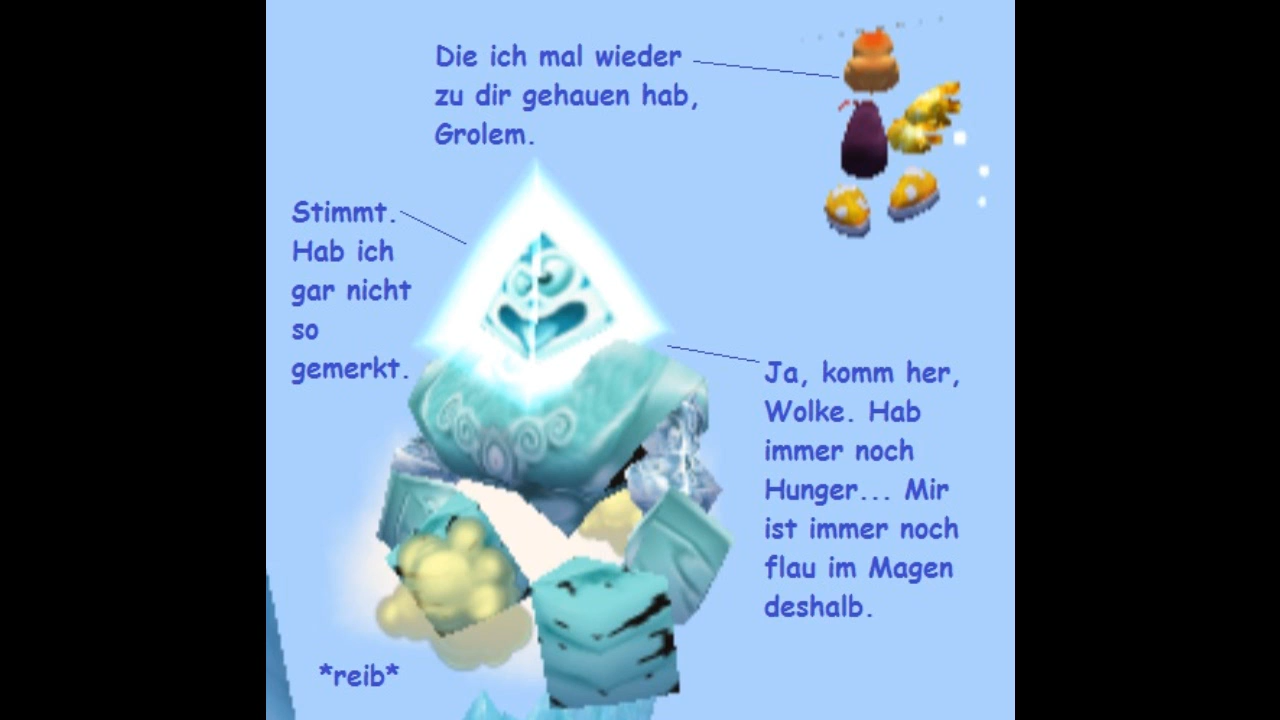 Die ich mal wieder
zu dir gehauen hab,
Grolem.
Stimmt.
Hab ich
gar nicht
so
gemerkt.
Ja, komm her,
Wolke. Hab
immer noch
Hunger... Mir
ist immer noch
flau im Magen
deshalb.
*reib*